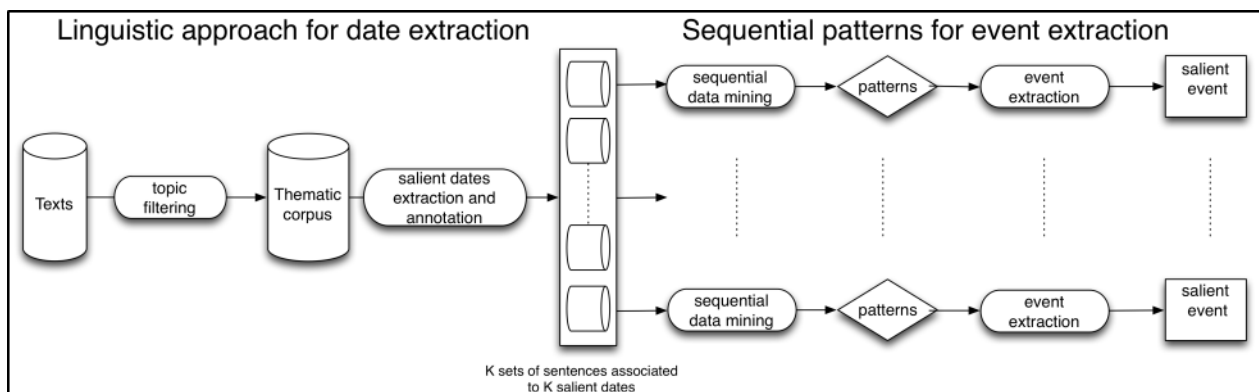 Linguistic approach for date extraction
Sequential patterns for event extraction
Texts
topic
filtering
Thematic
corpus
salient dates
extraction and
annotation
K sets of sentences associated
to K salient dates
sequential
data mining
patterns
event
extraction
salient
event
sequential
data mining
patterns
event
extraction
salient
event